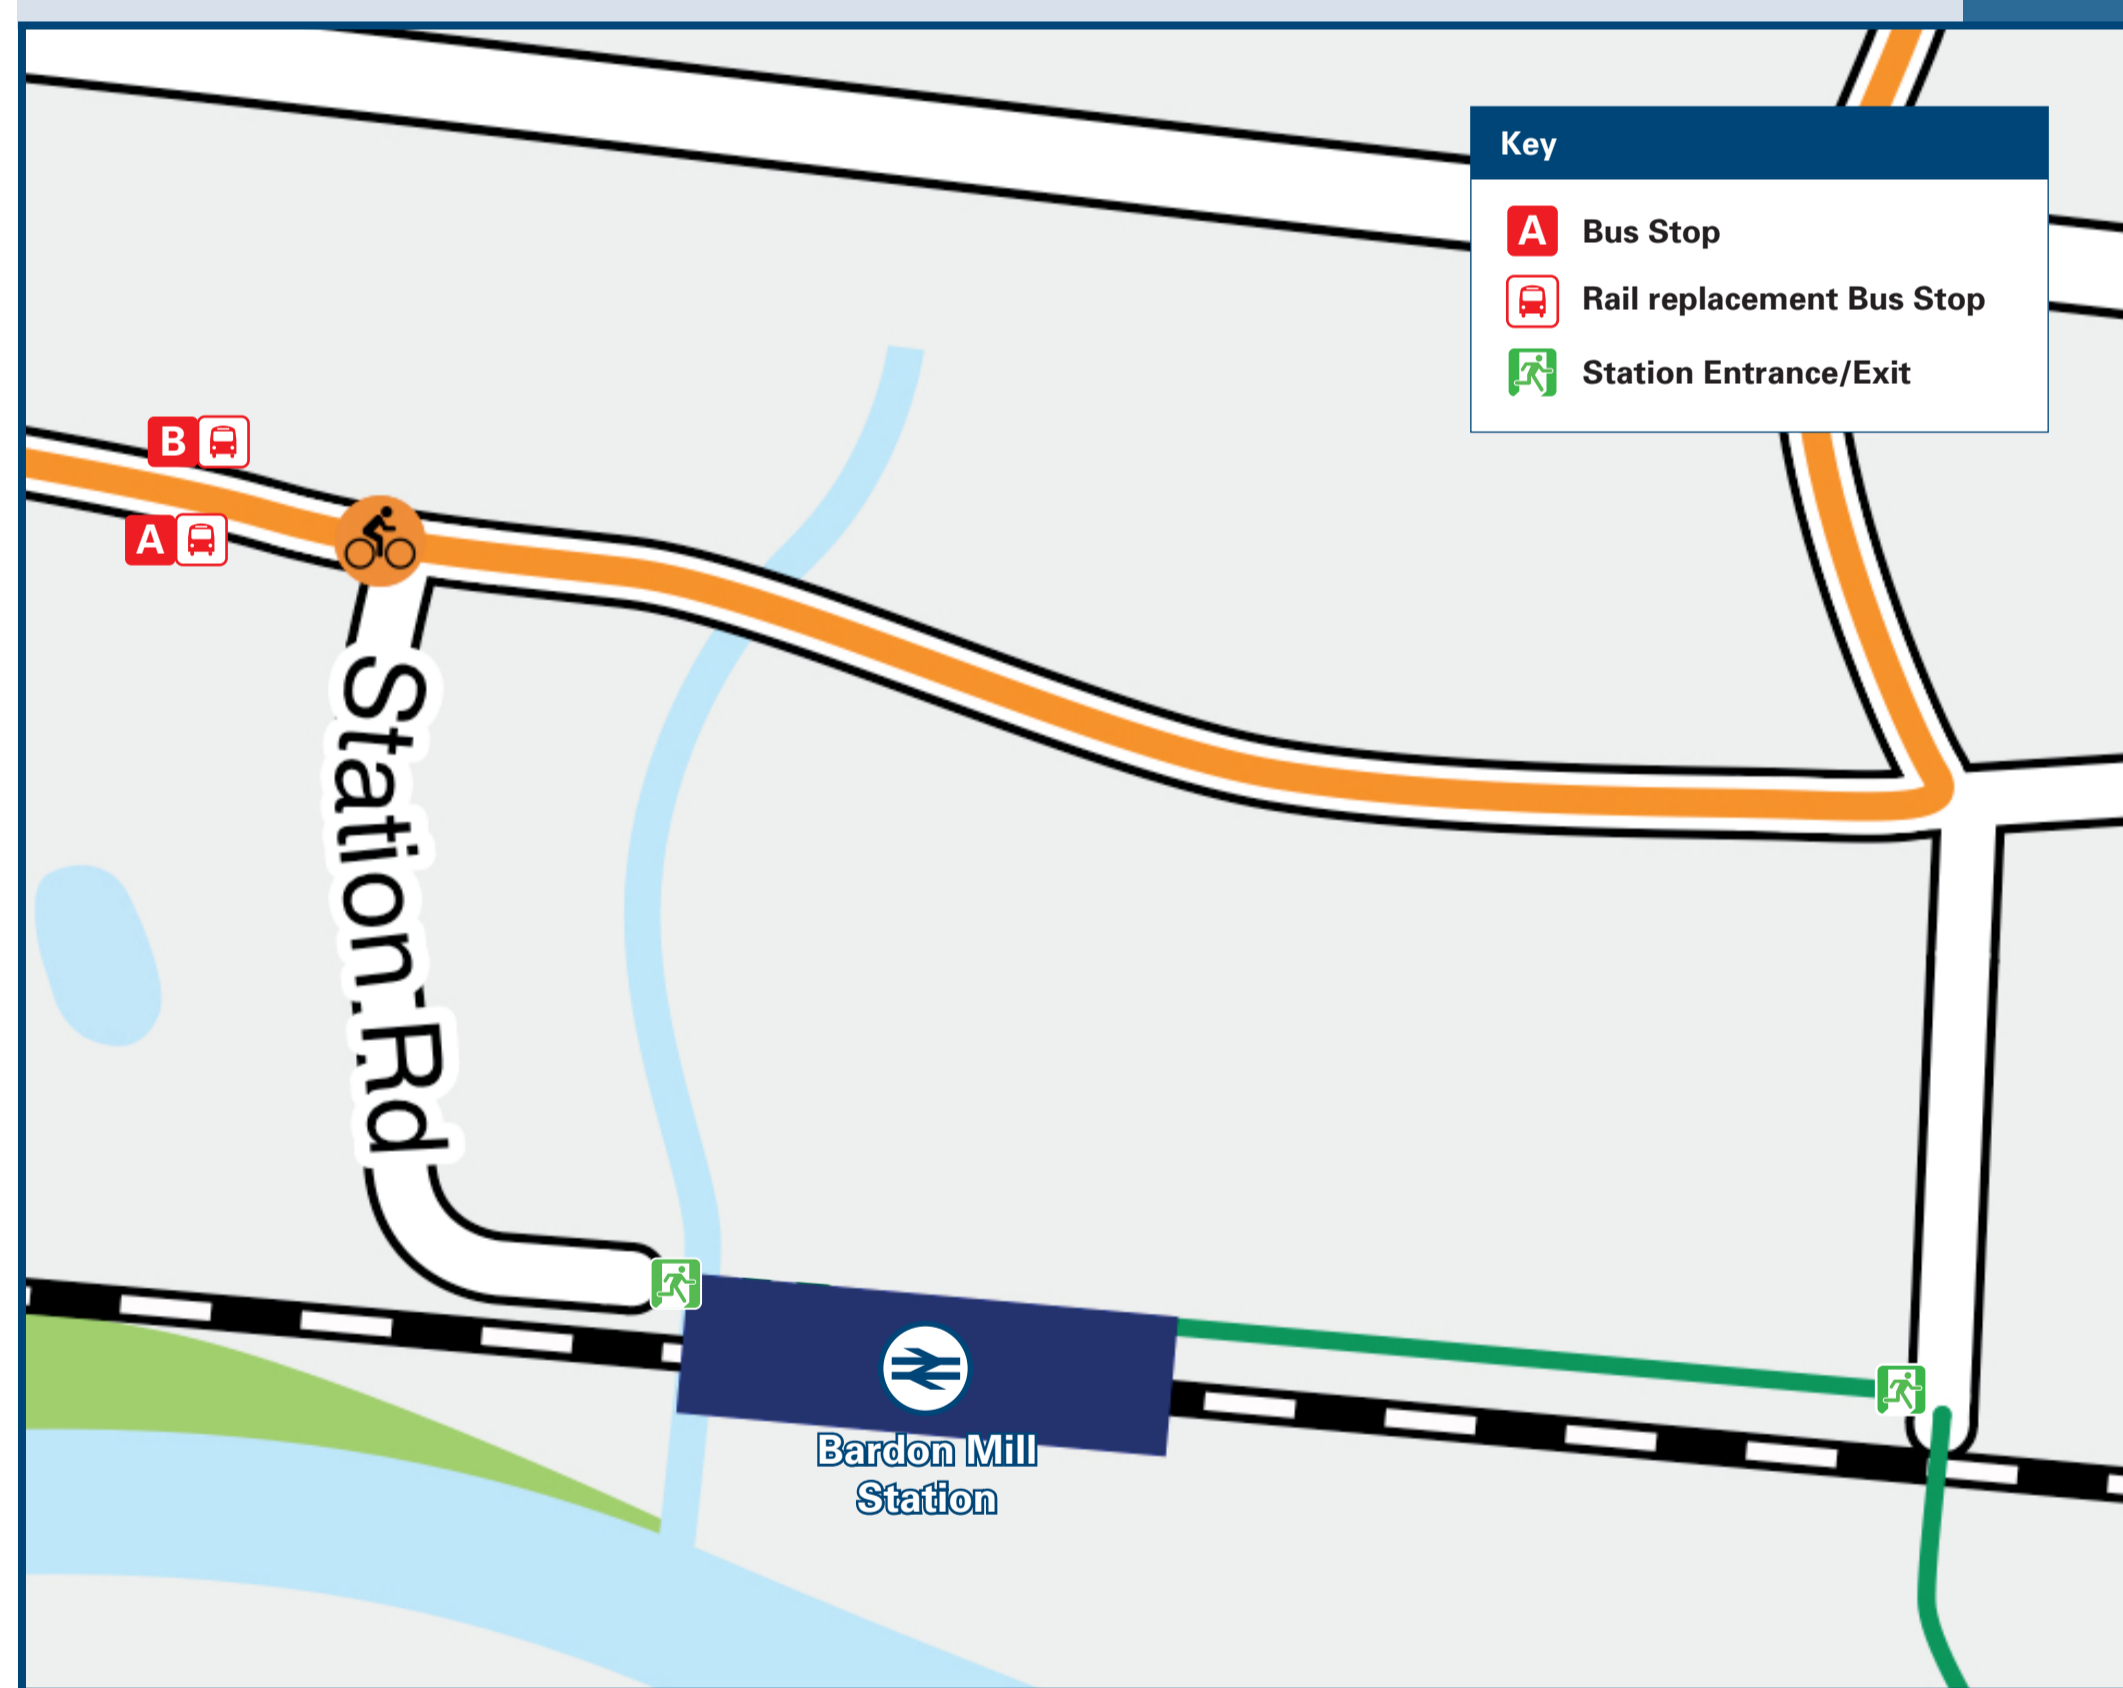 Key
A Bus Stop
Rail replacement Bus Stop
Station Entrance/Exit
B
A
Station Rd
Bardon Mill
Station